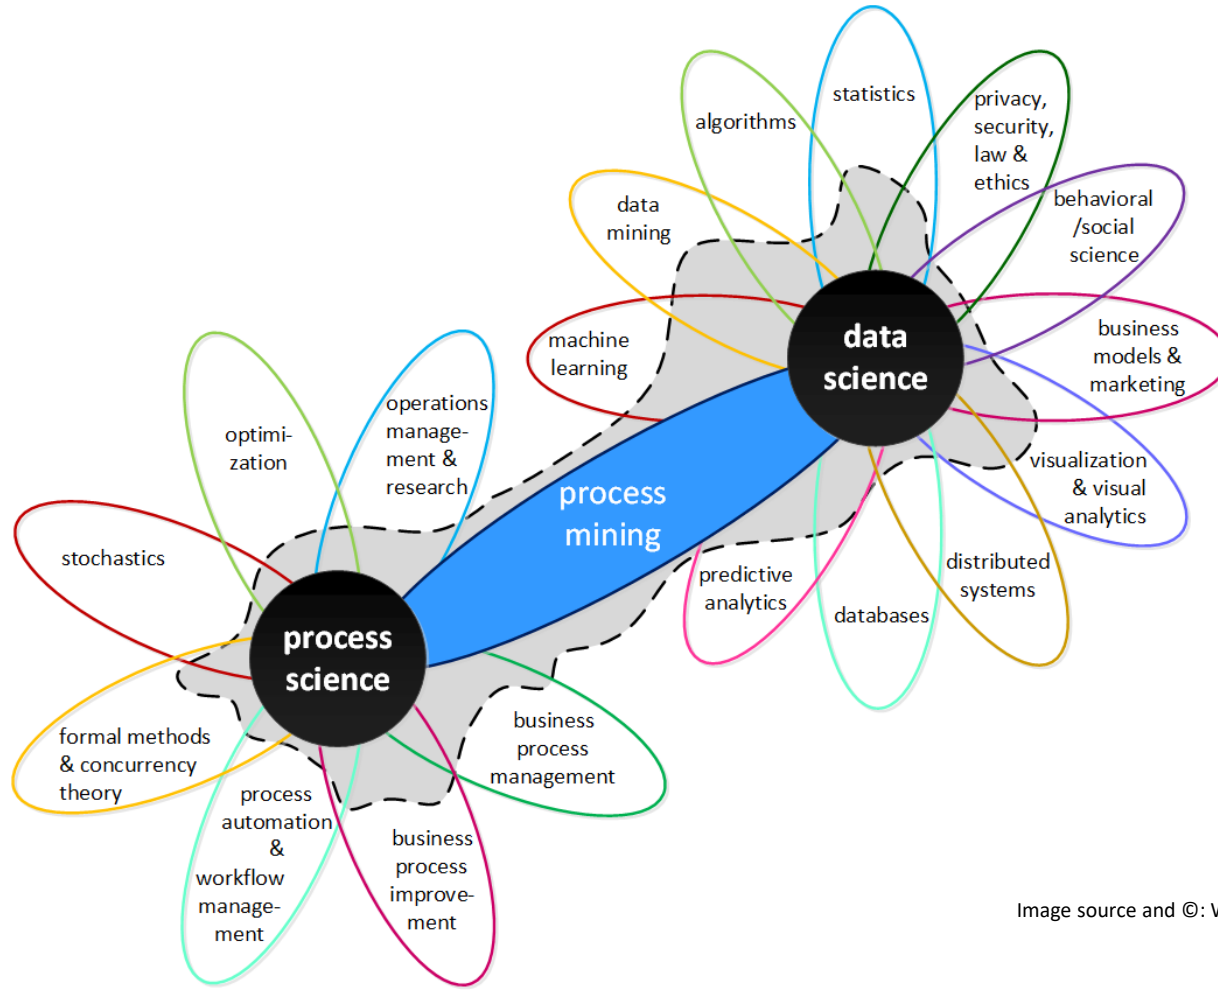 statistics
privacy,
security,
law &
ethics
algorithms
behavioral
/social
science
data
mining
business
models &
marketing
machine
learning
data
science
visualization
& visual
analytics
distributed
systems
databases
predictive
analytics
process
mining
operations
manage-
ment &
research
optimi-
zation
stochastics
process
science
formal methods
& concurrency
theory
process
automation
&
workflow
manage-
ment
business
process
improve-
ment
business
process
management
Image source and ©: